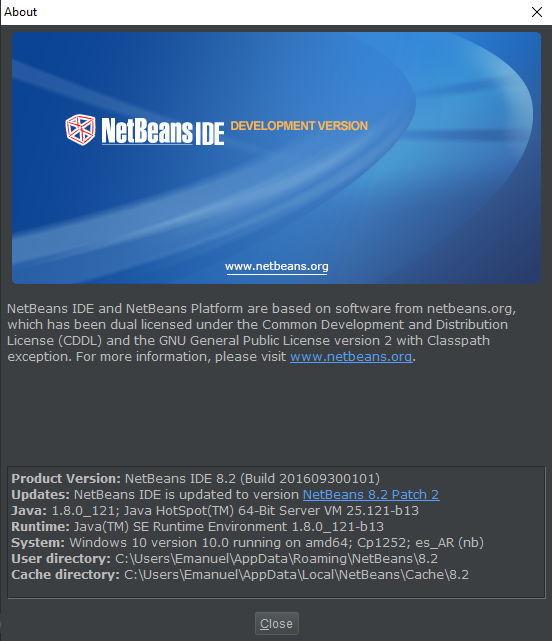 About
NetBeans IDE DEVELOPMENT VERSION
www.netbeans.org
NetBeans IDE and NetBeans Platform are based on software from netbeans.org,
which has been dual licensed under the Common Development and Distribution
License (CDDL) and the GNU General Public License version 2 with Classpath
exception. For more information, please visit www.netbeans.org.
Product Version: NetBeans IDE 8.2 (Build 201609300101)
Updates: NetBeans IDE is updated to version NetBeans 8.2 Patch 2
Java: 1.8.0_121; Java HotSpot(TM) 64-Bit Server VM 25.121-b13
Runtime: Java(TM) SE Runtime Environment 1.8.0_121-b13
System: Windows 10 version 10.0 running on amd64; Cp1252; es_AR (nb)
User directory: C:\Users\Emanuel\AppData\Roaming\NetBeans\8.2
Cache directory: C:\Users\Emanuel\AppData\Local\NetBeans\Cache\8.2
Close